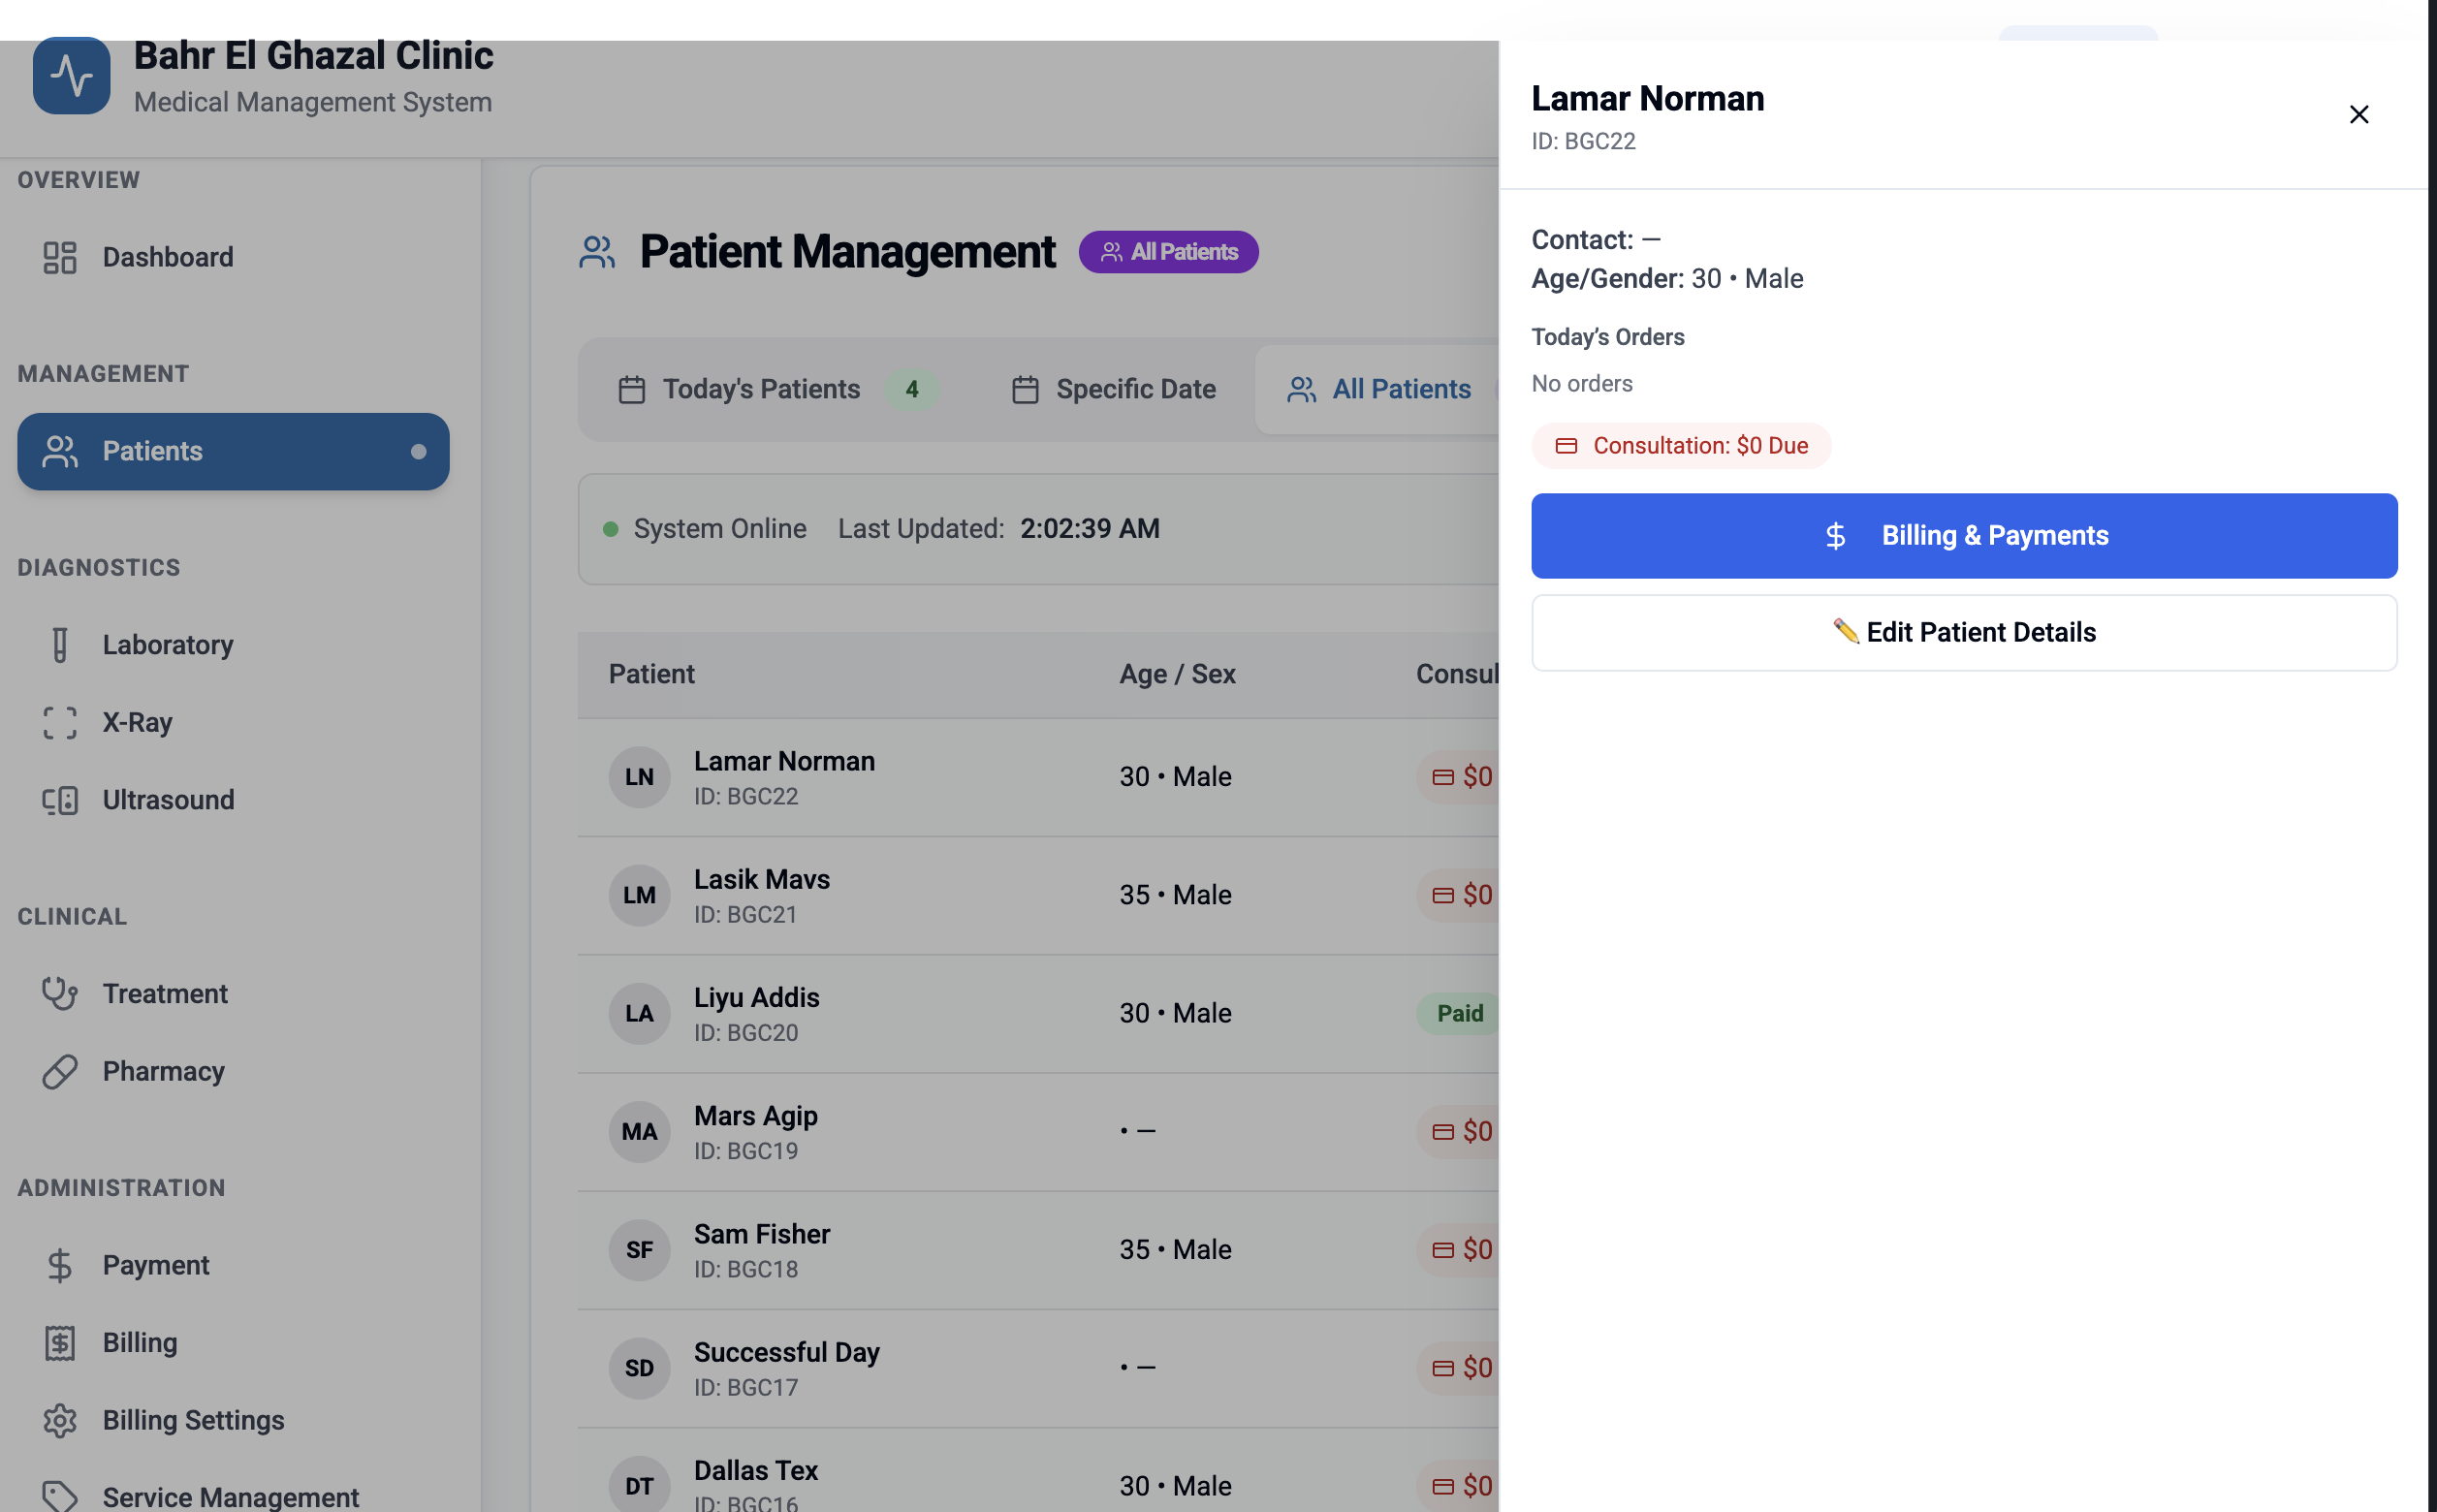 Bahr El Ghazal Clinic
Medical Management System
OVERVIEW
Dashboard
MANAGEMENT
Patients
DIAGNOSTICS
Laboratory
X-Ray
Ultrasound
CLINICAL
Treatment
Pharmacy
ADMINISTRATION
Payment
Billing
Billing Settings
Service Management
Patient Management
All Patients
Today's Patients 4
Specific Date
All Patients
System Online Last Updated: 2:02:39 AM
Patient Age / Sex Consul
LN Lamar Norman 30 • Male $0
ID: BGC22
LM Lasik Mavs 35 • Male $0
ID: BGC21
LA Liyu Addis 30 • Male Paid
ID: BGC20
MA Mars Agip • — $0
ID: BGC19
SF Sam Fisher 35 • Male $0
ID: BGC18
SD Successful Day • — $0
ID: BGC17
DT Dallas Tex 30 • Male $0
ID: BGC16
Lamar Norman
ID: BGC22
Contact: —
Age/Gender: 30 • Male
Today’s Orders
No orders
Consultation: $0 Due
$ Billing & Payments
✏️ Edit Patient Details